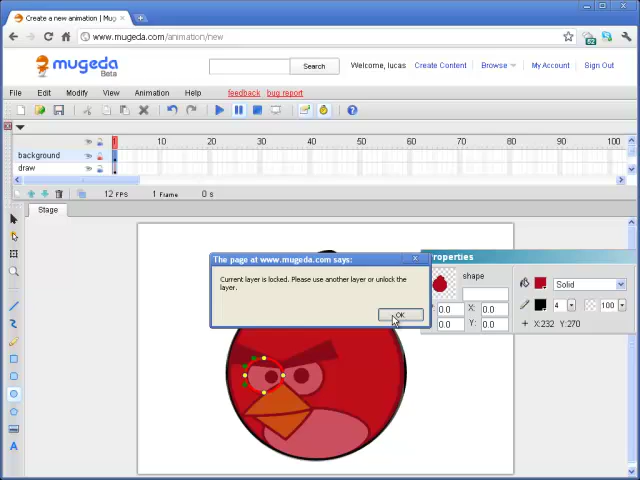 Create a new animation | Mug
www.mugeda.com/animation/new
mugeda
Beta
Search
Welcome, lucas
Create Content
Browse
My Account
Sign Out
File
Edit
Modify
View
Animation
Help
feedback
bug report
1
10
20
30
40
50
60
70
80
90
100
background
draw
12 FPS
1 Frame
0 s
Stage
The page at www.mugeda.com says:
Current layer is locked. Please use another layer or unlock the
layer.
OK
Properties
shape
Solid
4
100
0.0
X:
0.0
0.0
Y:
0.0
X:232 Y:270
A